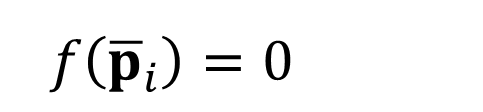 f(p̅ᵢ) = 0